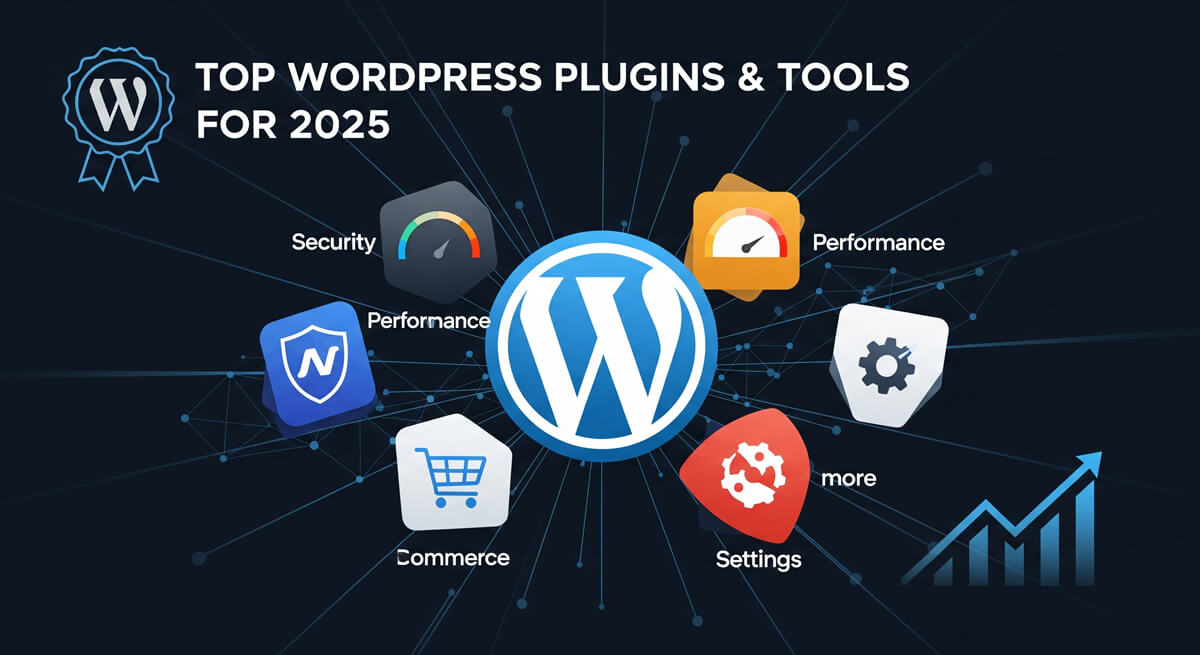 TOP WORDPRESS PLUGINS & TOOLS
FOR 2025
Security
Performance
Performance
Commerce
more
Settings